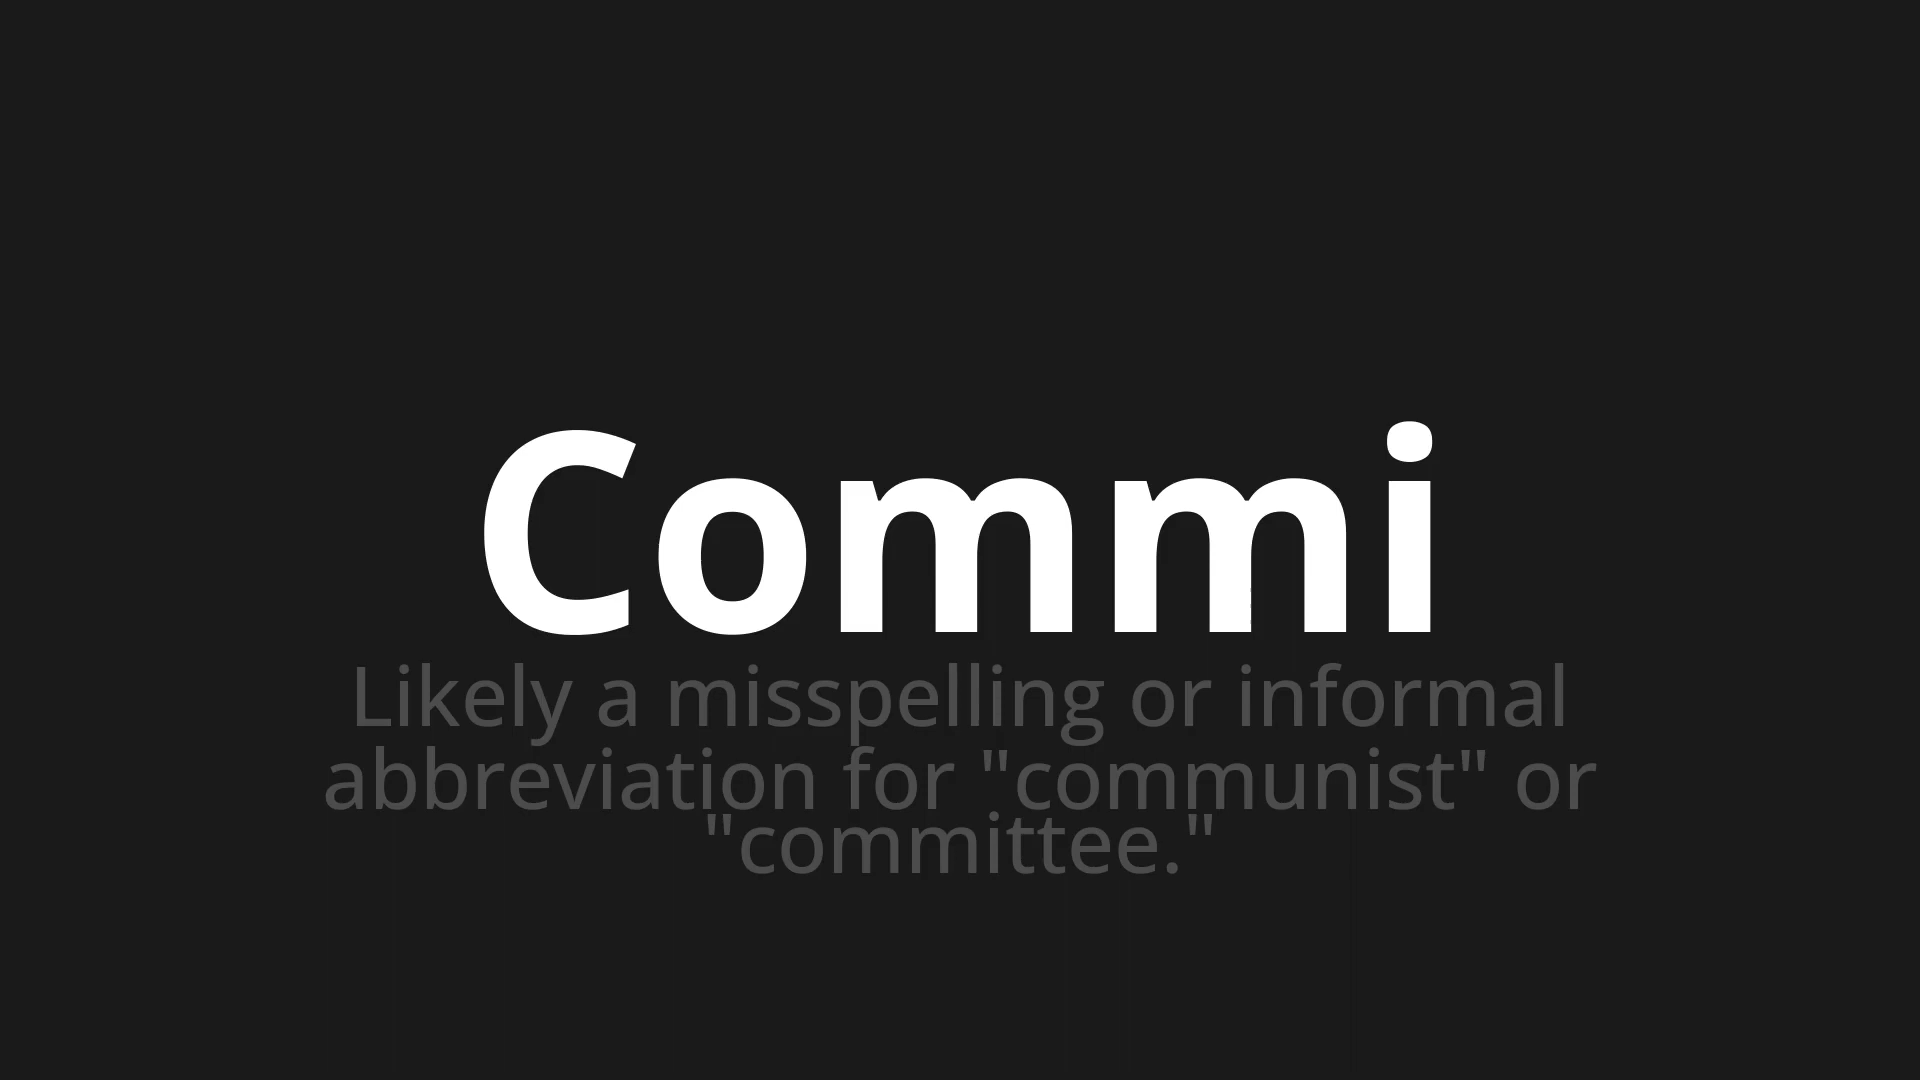 Commi
Likely a misspelling or informal
abbreviation for "communist" or
"committee."